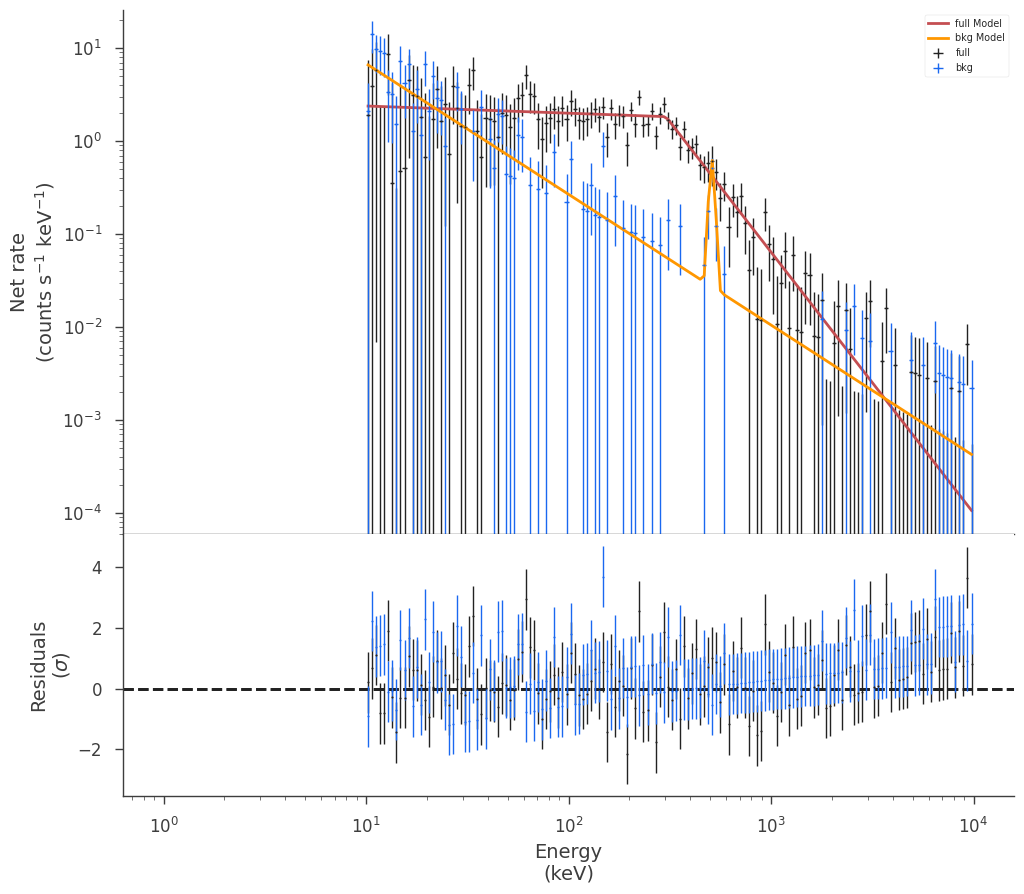 full Model
bkg Model
full
bkg
Net rate
(counts s⁻¹ keV⁻¹)
10¹
10⁰
10⁻¹
10⁻²
10⁻³
10⁻⁴
Residuals
(σ)
4
2
0
−2
10⁰ 10¹ 10² 10³ 10⁴
Energy
(keV)